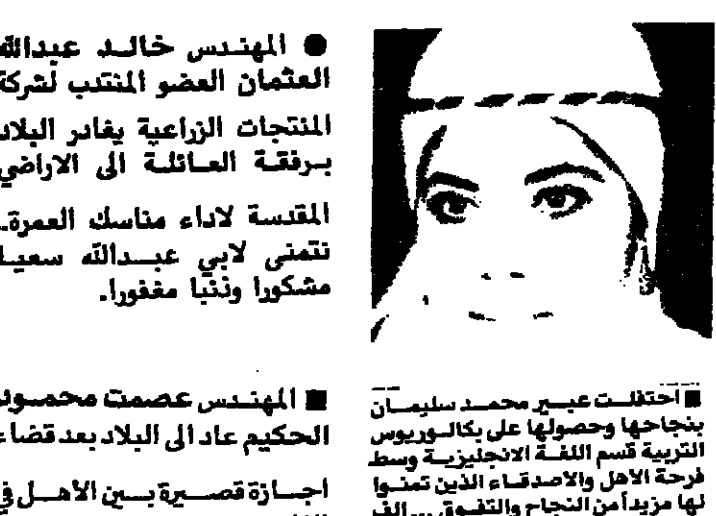 ● المهندس خالد عبدالله
العثمان العضو المنتدب لشركة
المنتجات الزراعية يغادر البلاد
برفقة العائلة الى الاراضي
المقدسة لاداء مناسك العمرة.
نتمنى لابي عبدالله سعيا
مشكورا وذنبا مغفورا.
■ المهندس عصمت محمود
الحكيم عاد الى البلاد بعد قضاء
اجازة قصيرة بين الاهل في
■ احتفلت عبير محمد سليمان
بنجاحها وحصولها على بكالوريوس
التربية قسم اللغة الانجليزية وسط
فرحة الاهل والاصدقاء الذين تمنوا
لها مزيدأ من النجاح والتفوق ... الف